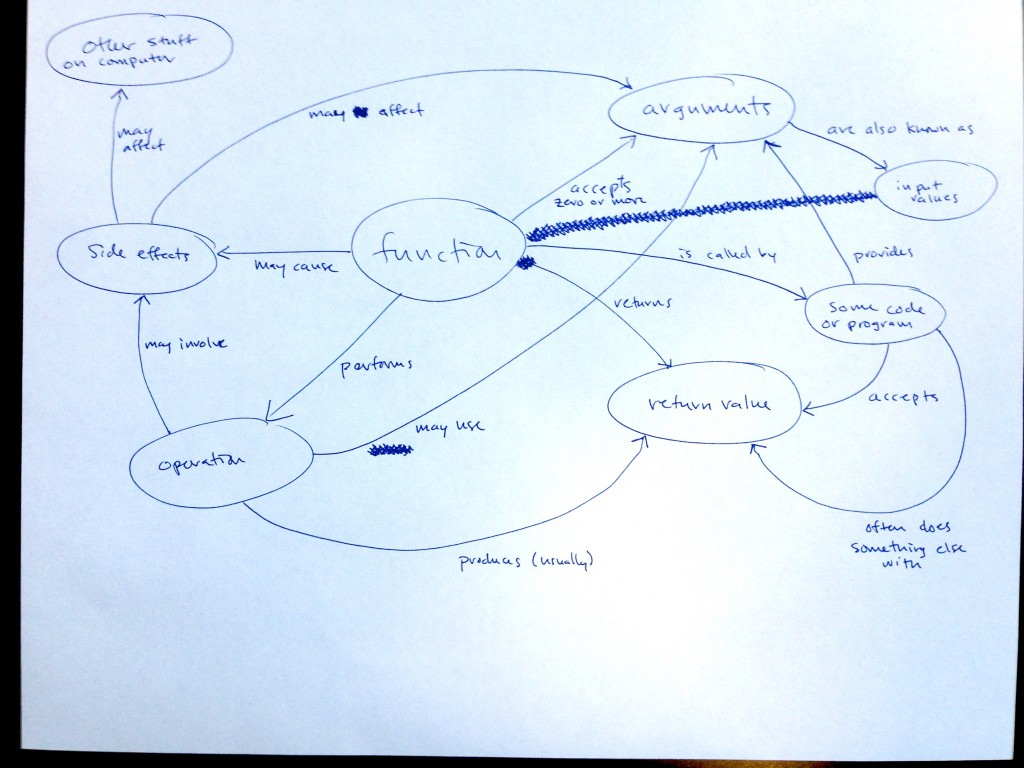 other stuff
on computer
may
affect
may affect
arguments
are also known as
input
values
accepts
zero or more
function
side effects
may cause
is called by
provides
some code
or program
returns
may involve
performs
return value
accepts
may use
operation
often does
something else
with
produces (usually)